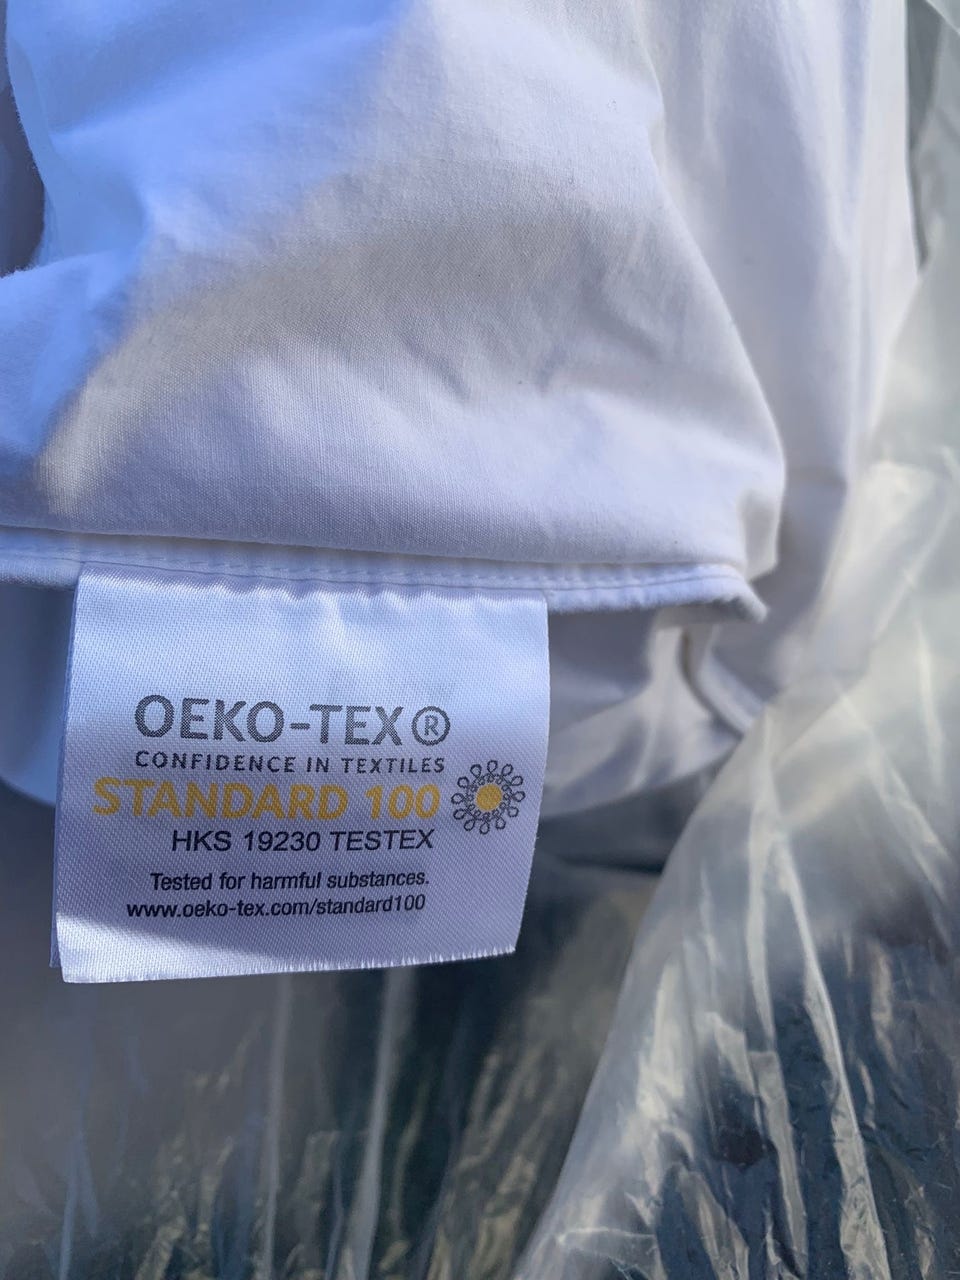 OEKO-TEX®
CONFIDENCE IN TEXTILES
STANDARD 100
HKS 19230 TESTEX
Tested for harmful substances.
www.oeko-tex.com/standard100